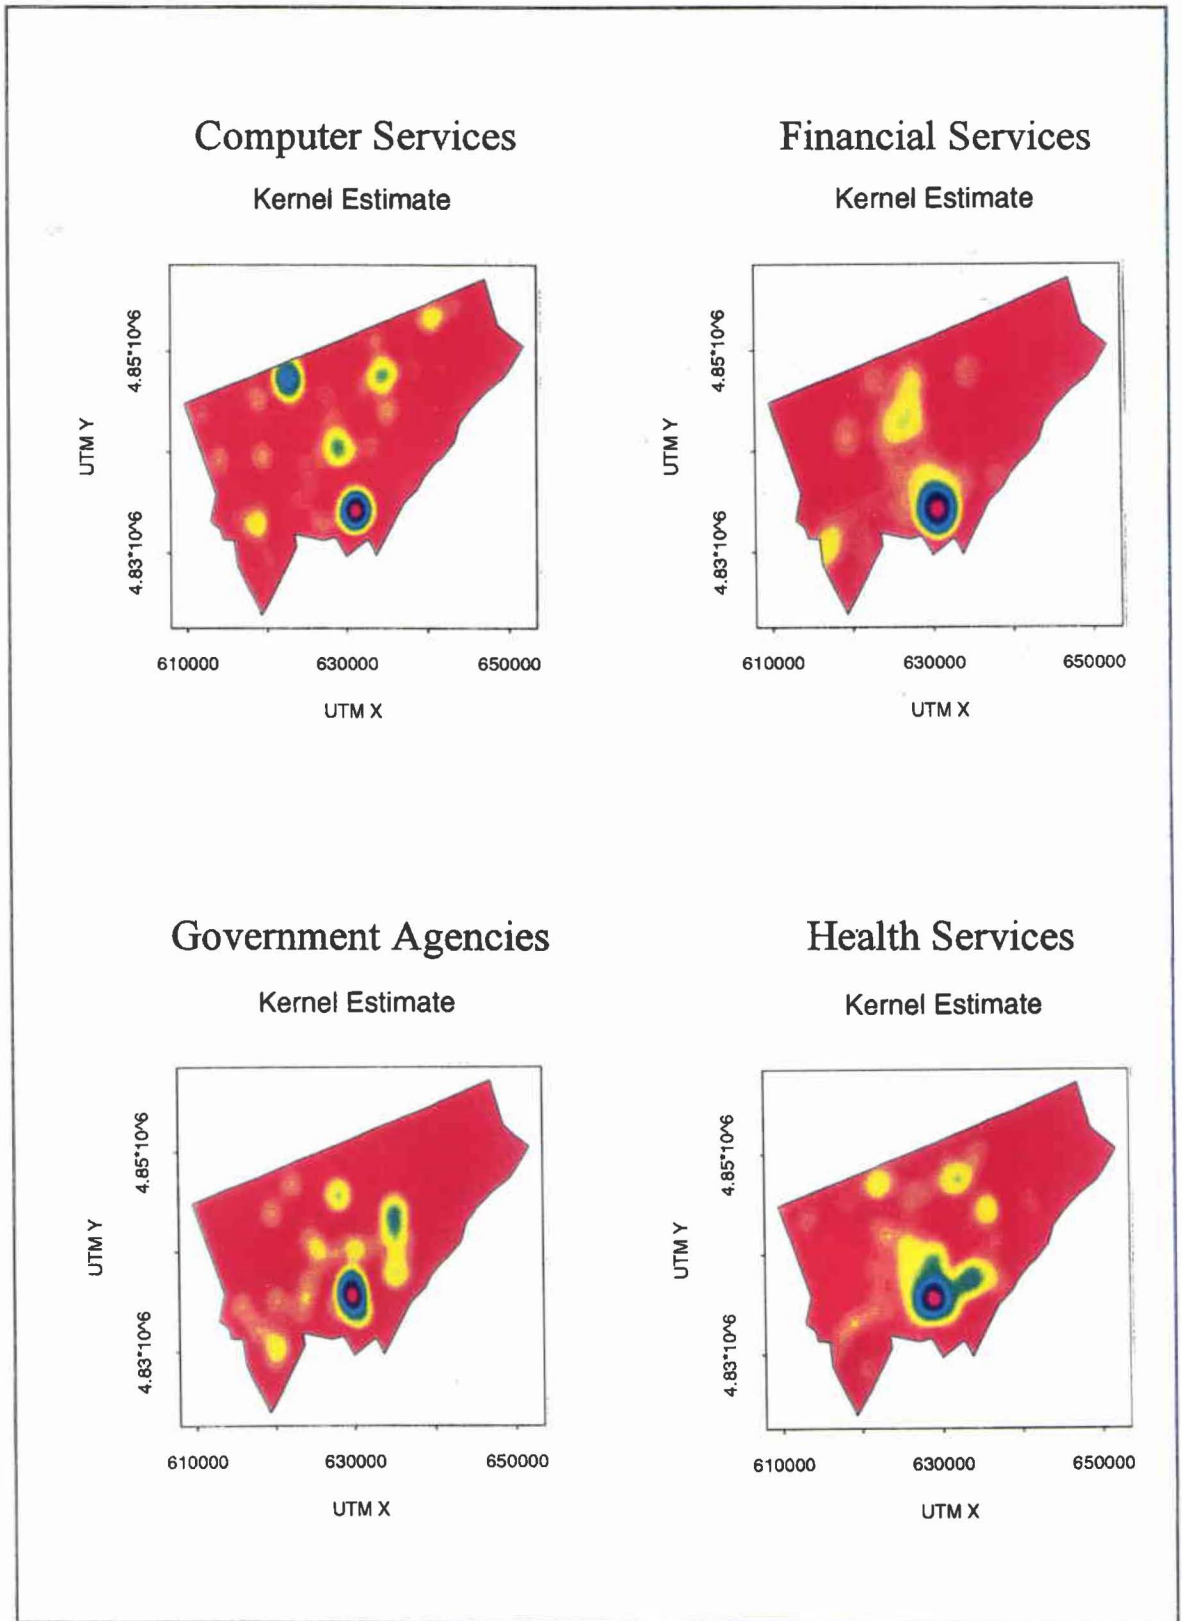 Computer Services
Kernel Estimate
4.85*10^6
UTM Y
4.83*10^6
610000 630000 650000
UTM X
Financial Services
Kernel Estimate
4.85*10^6
UTM Y
4.83*10^6
610000 630000 650000
UTM X
Government Agencies
Kernel Estimate
4.85*10^6
UTM Y
4.83*10^6
610000 630000 650000
UTM X
Health Services
Kernel Estimate
4.85*10^6
UTM Y
4.83*10^6
610000 630000 650000
UTM X